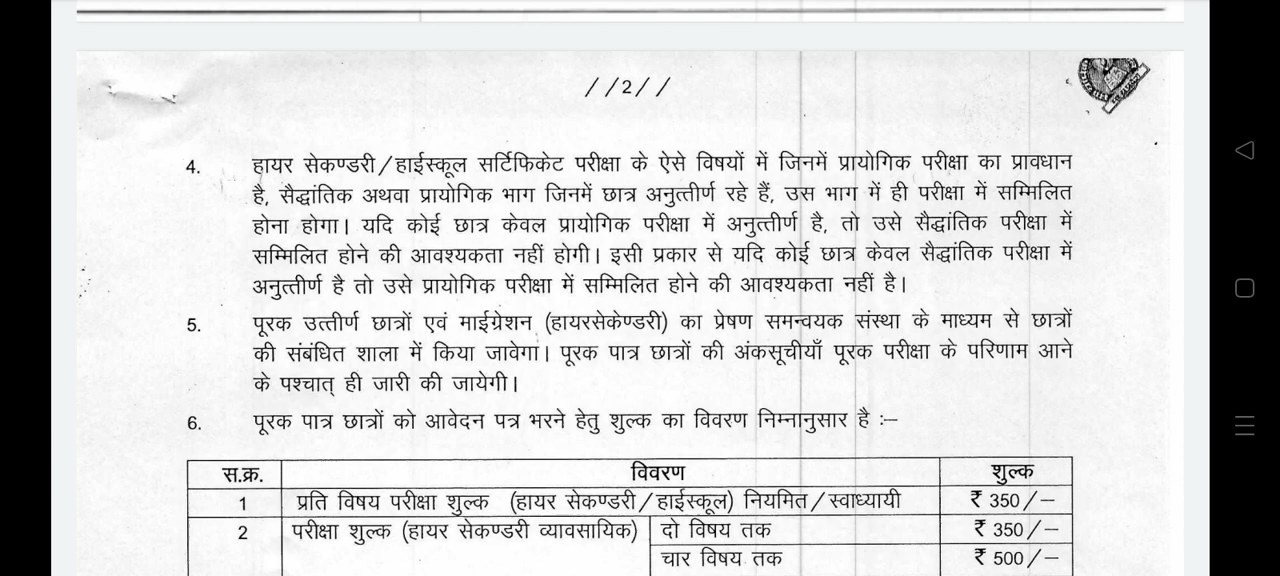 //2//
4. हायर सेकण्डरी/हाईस्कूल सर्टिफिकेट परीक्षा के ऐसे विषयों में जिनमें प्रायोगिक परीक्षा का प्रावधान
है, सैद्धांतिक अथवा प्रायोगिक भाग जिनमें छात्र अनुत्तीर्ण रहे हैं, उस भाग में ही परीक्षा में सम्मिलित
होना होगा। यदि कोई छात्र केवल प्रायोगिक परीक्षा में अनुत्तीर्ण है, तो उसे सैद्धांतिक परीक्षा में
सम्मिलित होने की आवश्यकता नहीं होगी। इसी प्रकार से यदि कोई छात्र केवल सैद्धांतिक परीक्षा में
अनुत्तीर्ण है तो उसे प्रायोगिक परीक्षा में सम्मिलित होने की आवश्यकता नहीं है।
5. पूरक उत्तीर्ण छात्रों एवं माईग्रेशन (हायरसेकेण्डरी) का प्रेषण समन्वयक संस्था के माध्यम से छात्रों
की संबंधित शाला में किया जावेगा। पूरक पात्र छात्रों की अंकसूचीयाँ पूरक परीक्षा के परिणाम आने
के पश्चात् ही जारी की जायेगी।
6. पूरक पात्र छात्रों को आवेदन पत्र भरने हेतु शुल्क का विवरण निम्नानुसार है :–
स.क्र. विवरण शुल्क
1 प्रति विषय परीक्षा शुल्क (हायर सेकण्डरी/हाईस्कूल) नियमित/स्वाध्यायी ₹ 350/–
2 परीक्षा शुल्क (हायर सेकण्डरी व्यावसायिक) दो विषय तक ₹ 350/–
चार विषय तक ₹ 500/–